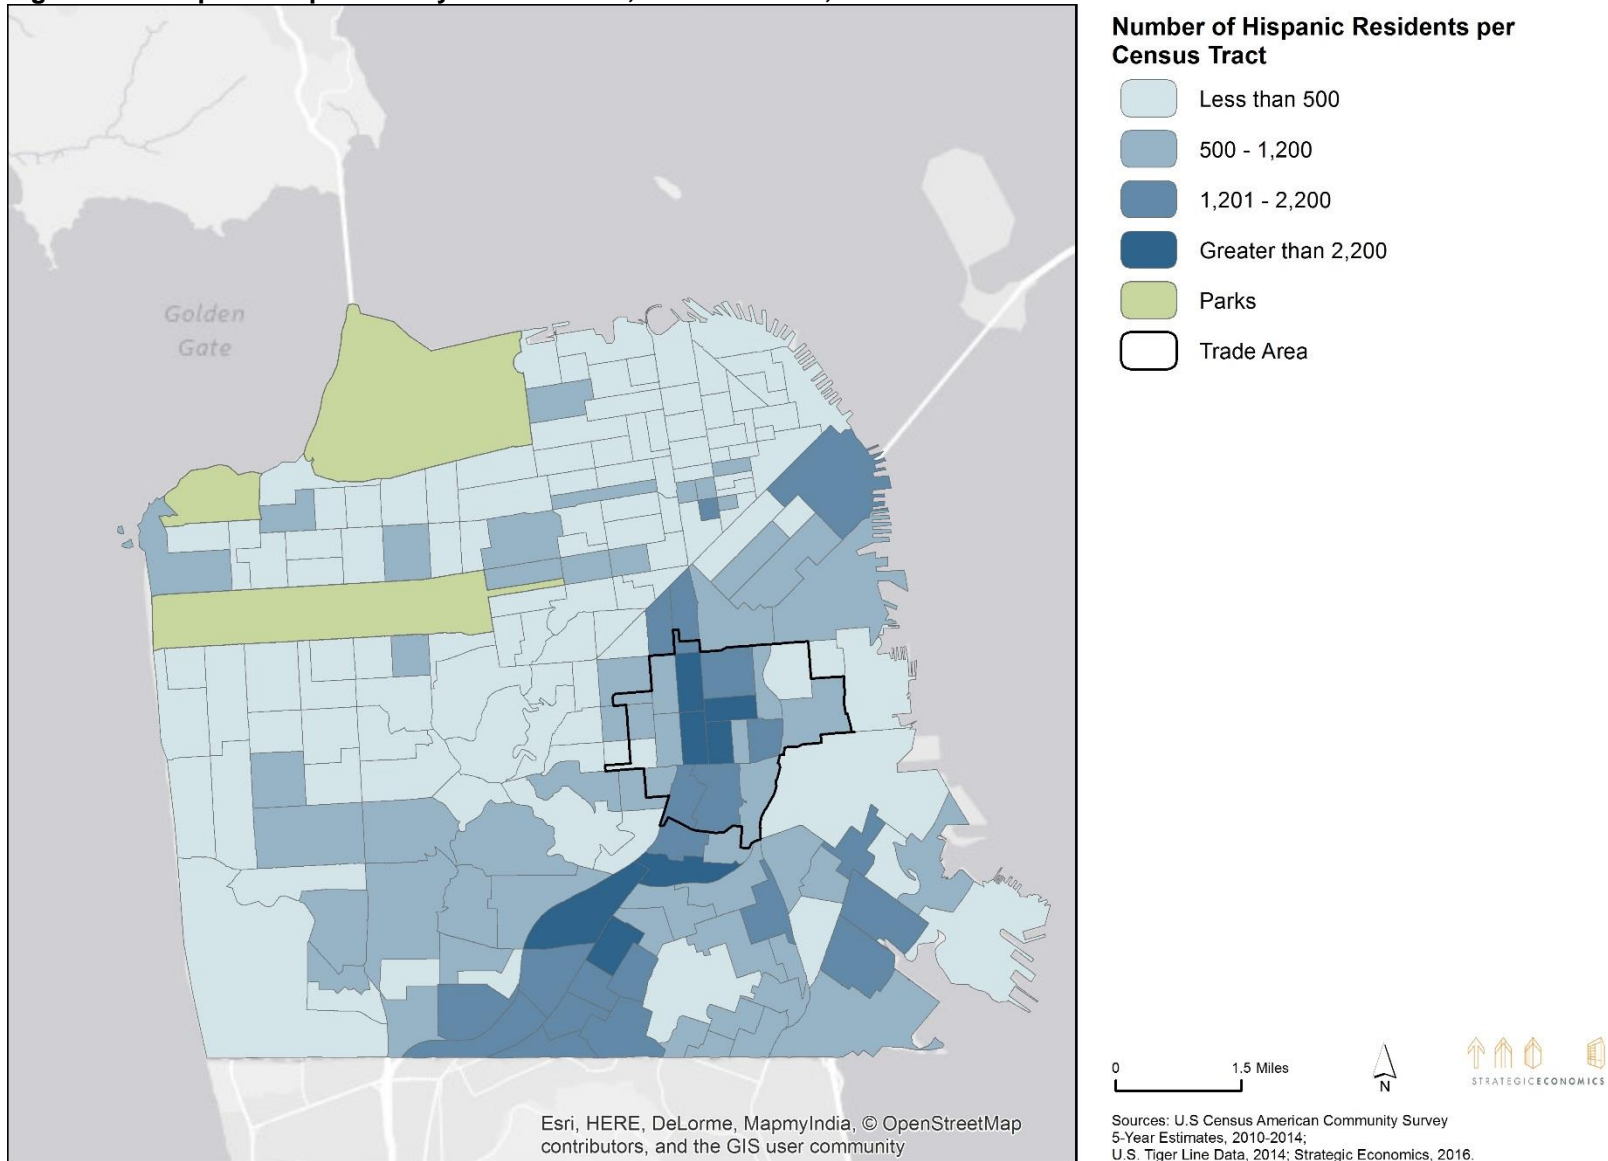 Number of Hispanic Residents per
Census Tract
Less than 500
500 - 1,200
1,201 - 2,200
Greater than 2,200
Parks
Trade Area
Golden
Gate
0 1.5 Miles
N
STRATEGICECONOMICS
Esri, HERE, DeLorme, MapmyIndia, © OpenStreetMap
contributors, and the GIS user community
Sources: U.S Census American Community Survey
5-Year Estimates, 2010-2014;
U.S. Tiger Line Data, 2014; Strategic Economics, 2016.